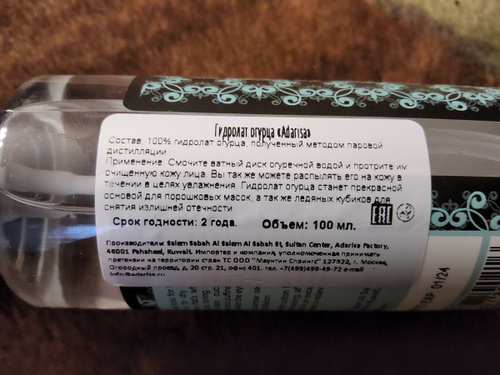 Гидролат огурца «Adarisa»
Состав: 100% гидролат огурца, полученный методом паровой
дистилляции
Применение: Смочите ватный диск огуречной водой и протрите им
очищенную кожу лица. Вы так же можете распылять его на кожу в
течении в целях увлажнения. Гидролат огурца станет прекрасной
основой для порошковых масок, а так же ледяных кубиков для
снятия излишней отечности
Срок годности: 2 года. Объем: 100 мл.
EAC
Производитель: Salem Sabah Al Salem Al Sabah St, Sultan Center, Adarisa Factory,
46001 Fahaheel, Kuwait. Импортер и компания, уполномоченная принимать
претензии на территории стран ТС ООО "Маунтин Спрингс" 127322, г. Москва,
Огородный проезд, д. 20 стр. 21, офис 401. тел. +7(499)499-49-72 e-mail
info@adarisa.ru
01/24